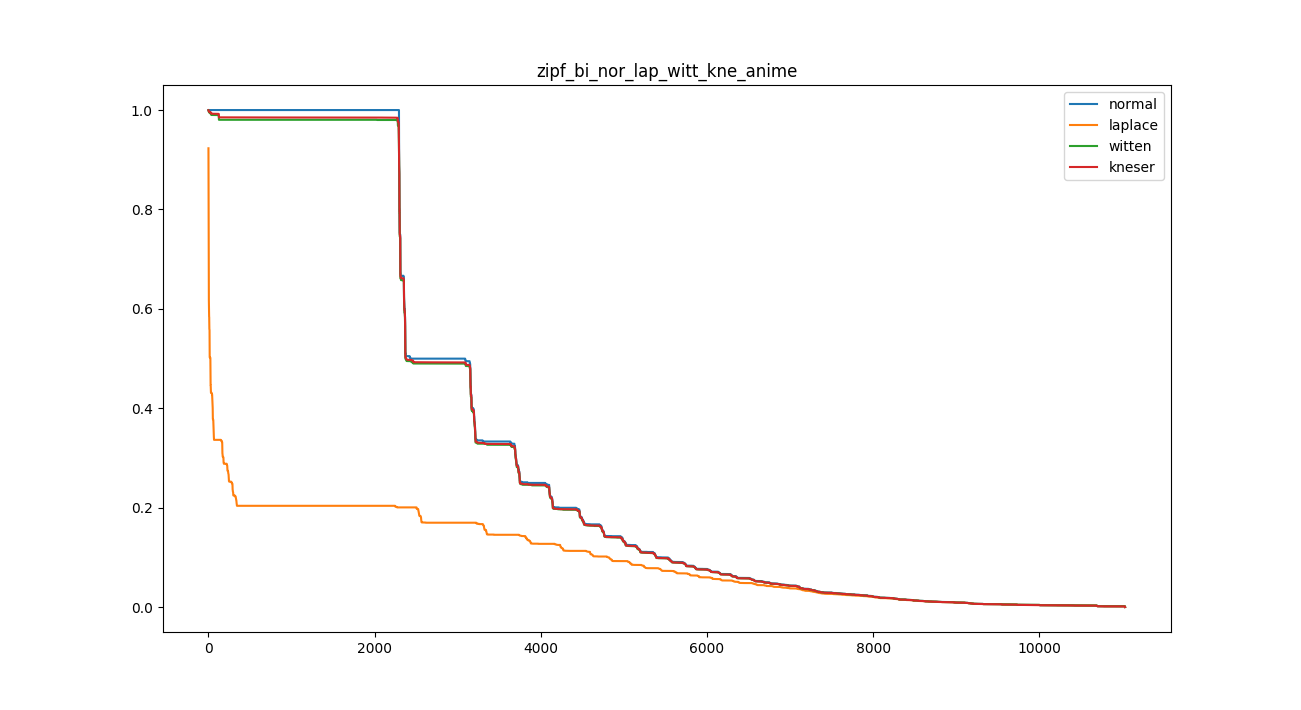 zipf_bi_nor_lap_witt_kne_anime
normal
laplace
witten
kneser
1.0
0.8
0.6
0.4
0.2
0.0
0 2000 4000 6000 8000 10000